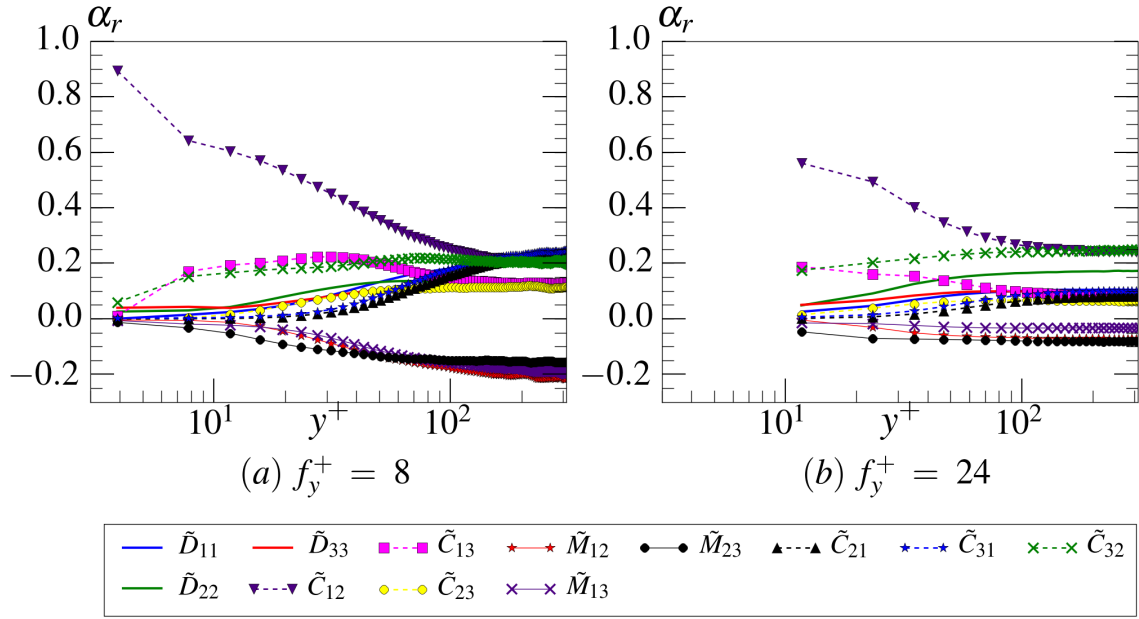 α_r α_r
1.0 1.0
0.8 0.8
0.6 0.6
0.4 0.4
0.2 0.2
0.0 0.0
−0.2 −0.2
10^1 y^+ 10^2 10^1 y^+ 10^2
(a) f_y^+ = 8 (b) f_y^+ = 24
D̃_11 D̃_33 C̃_13 M̃_12 M̃_23 C̃_21 C̃_31 C̃_32
D̃_22 C̃_12 C̃_23 M̃_13